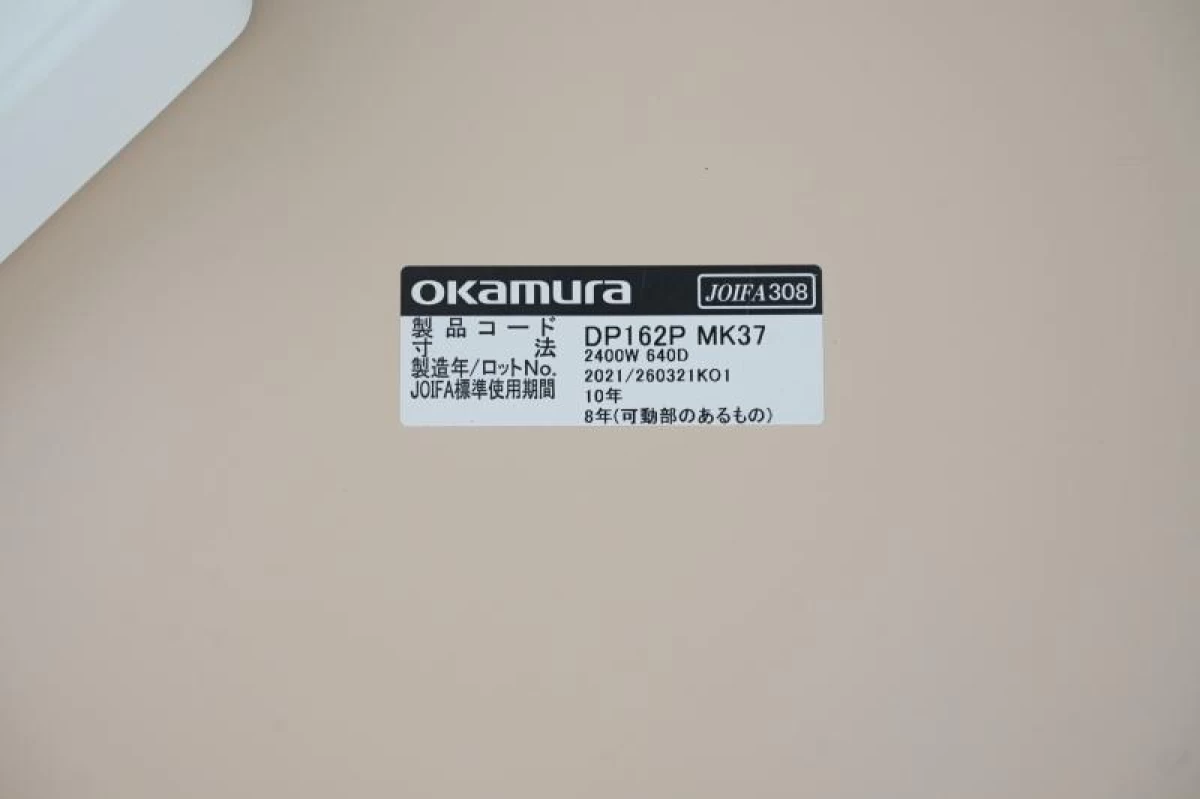 okamura JOIFA308
製品コード DP162P MK37
寸法 2400W 640D
製造年/ロットNo. 2021/260321K01
JOIFA標準使用期間 10年
8年(可動部のあるもの)